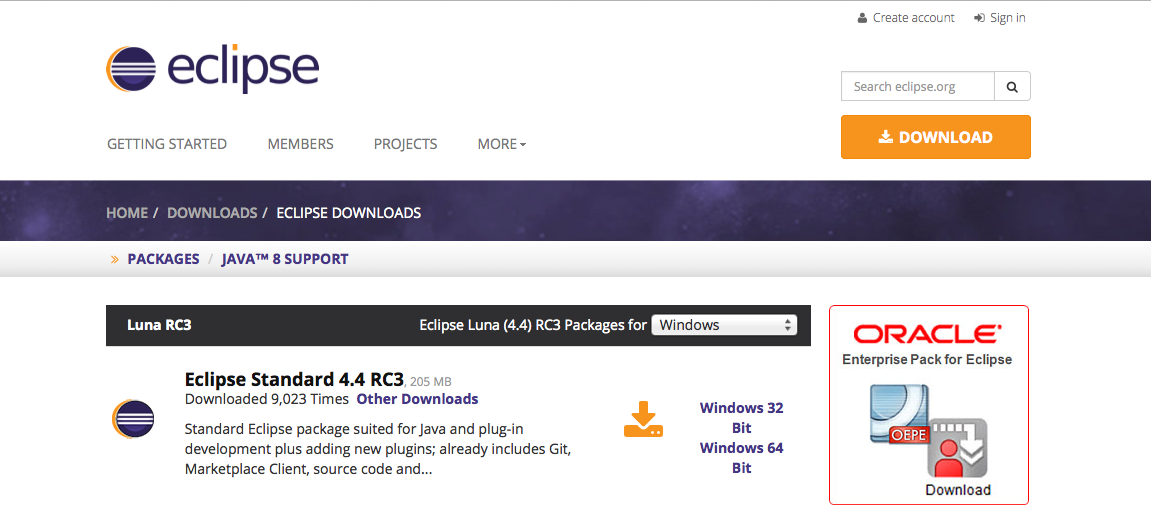 Create account Sign in
eclipse
Search eclipse.org
GETTING STARTED MEMBERS PROJECTS MORE
DOWNLOAD
HOME / DOWNLOADS / ECLIPSE DOWNLOADS
» PACKAGES / JAVA™ 8 SUPPORT
Luna RC3 Eclipse Luna (4.4) RC3 Packages for Windows
Eclipse Standard 4.4 RC3, 205 MB
Downloaded 9,023 Times Other Downloads
Standard Eclipse package suited for Java and plug-in
development plus adding new plugins; already includes Git,
Marketplace Client, source code and...
Windows 32
Bit
Windows 64
Bit
ORACLE
Enterprise Pack for Eclipse
OEPE
Download